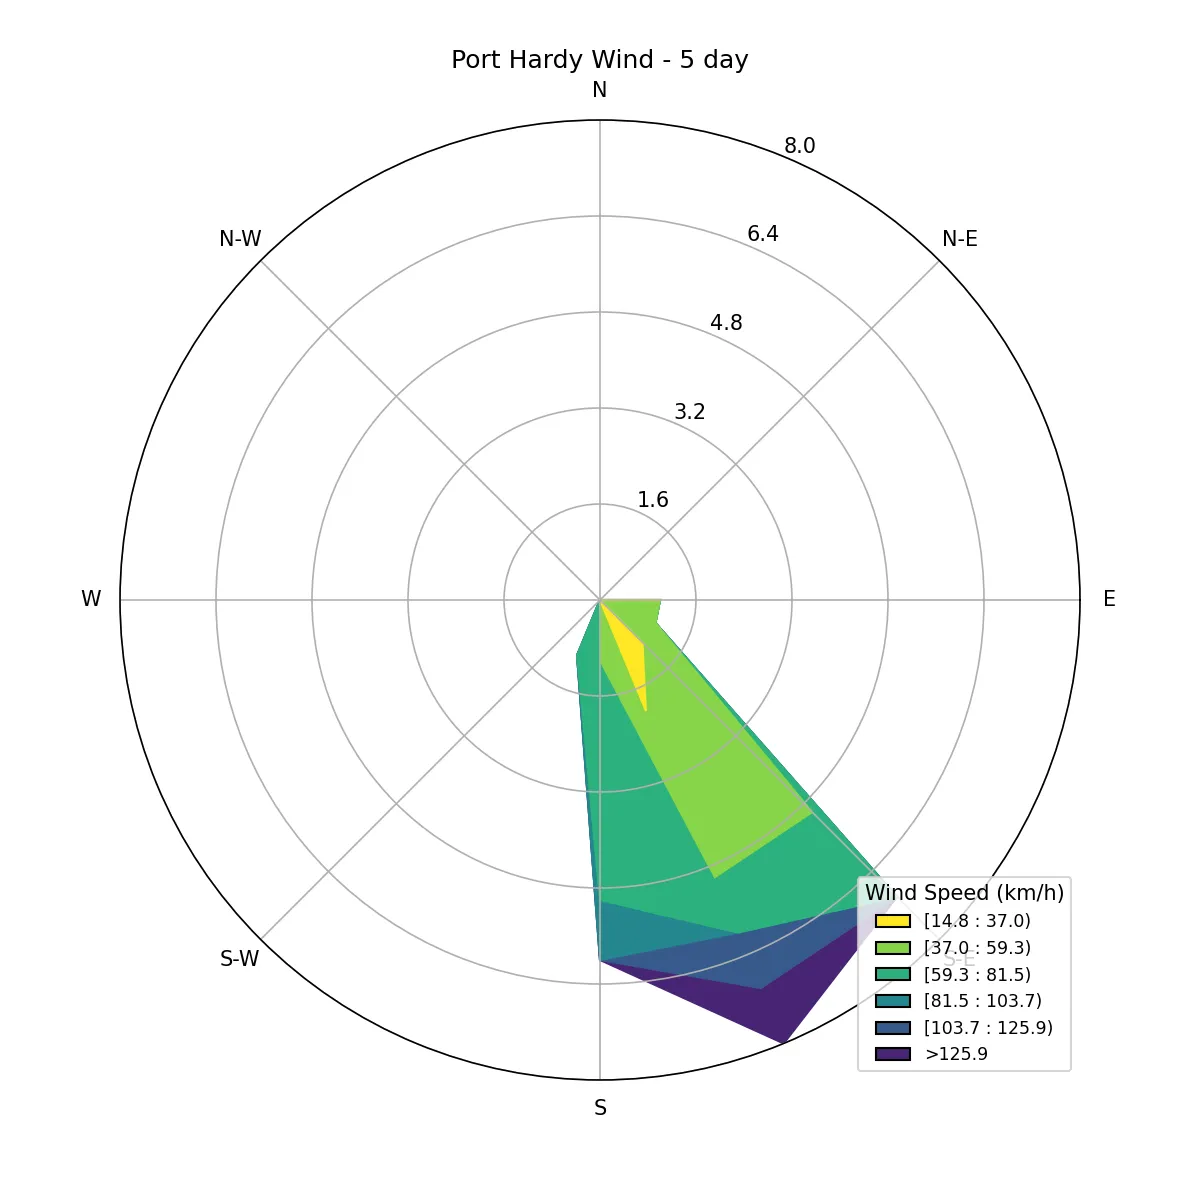 Port Hardy Wind - 5 day
N
8.0
N-W
N-E
6.4
4.8
3.2
1.6
W
E
Wind Speed (km/h)
[14.8 : 37.0)
[37.0 : 59.3)
S-W
S-E
[59.3 : 81.5)
[81.5 : 103.7)
[103.7 : 125.9)
>125.9
S